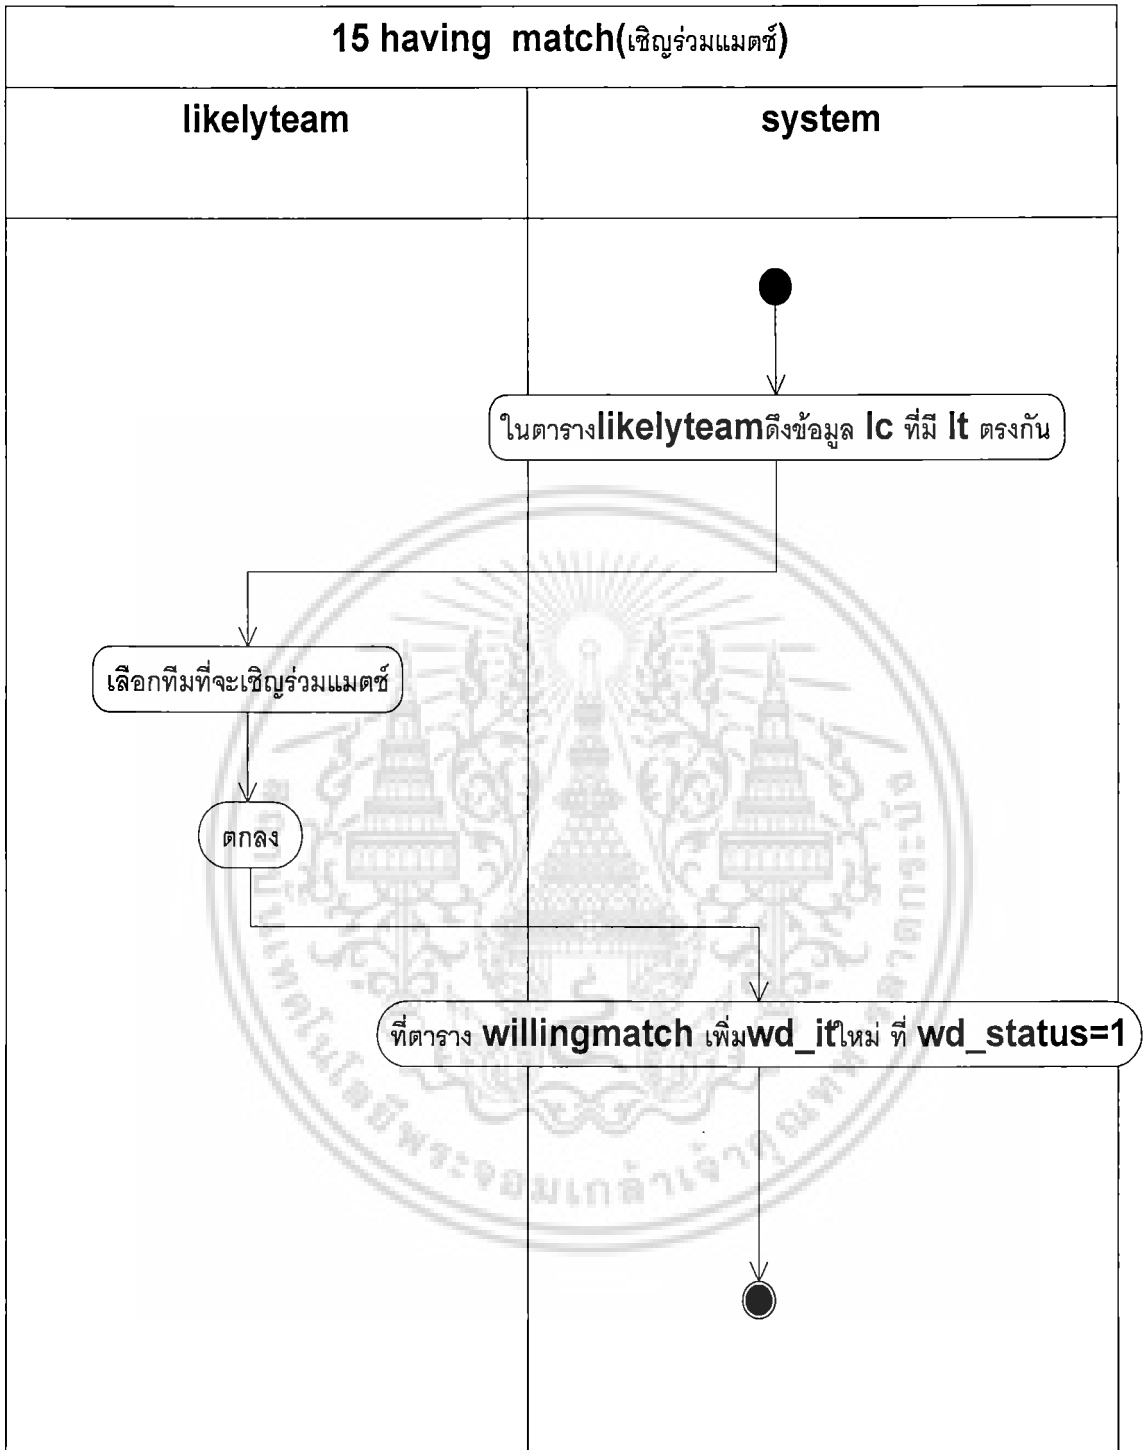 15 having match(เชิญร่วมแมตซ์)
likelyteam
system
ในตารางlikelyteamดึงข้อมูล lc ที่มี lt ตรงกัน
เลือกทีมที่จะเชิญร่วมแมตซ์
ตกลง
ที่ตาราง willingmatch เพิ่มwd_itใหม่ ที่ wd_status=1